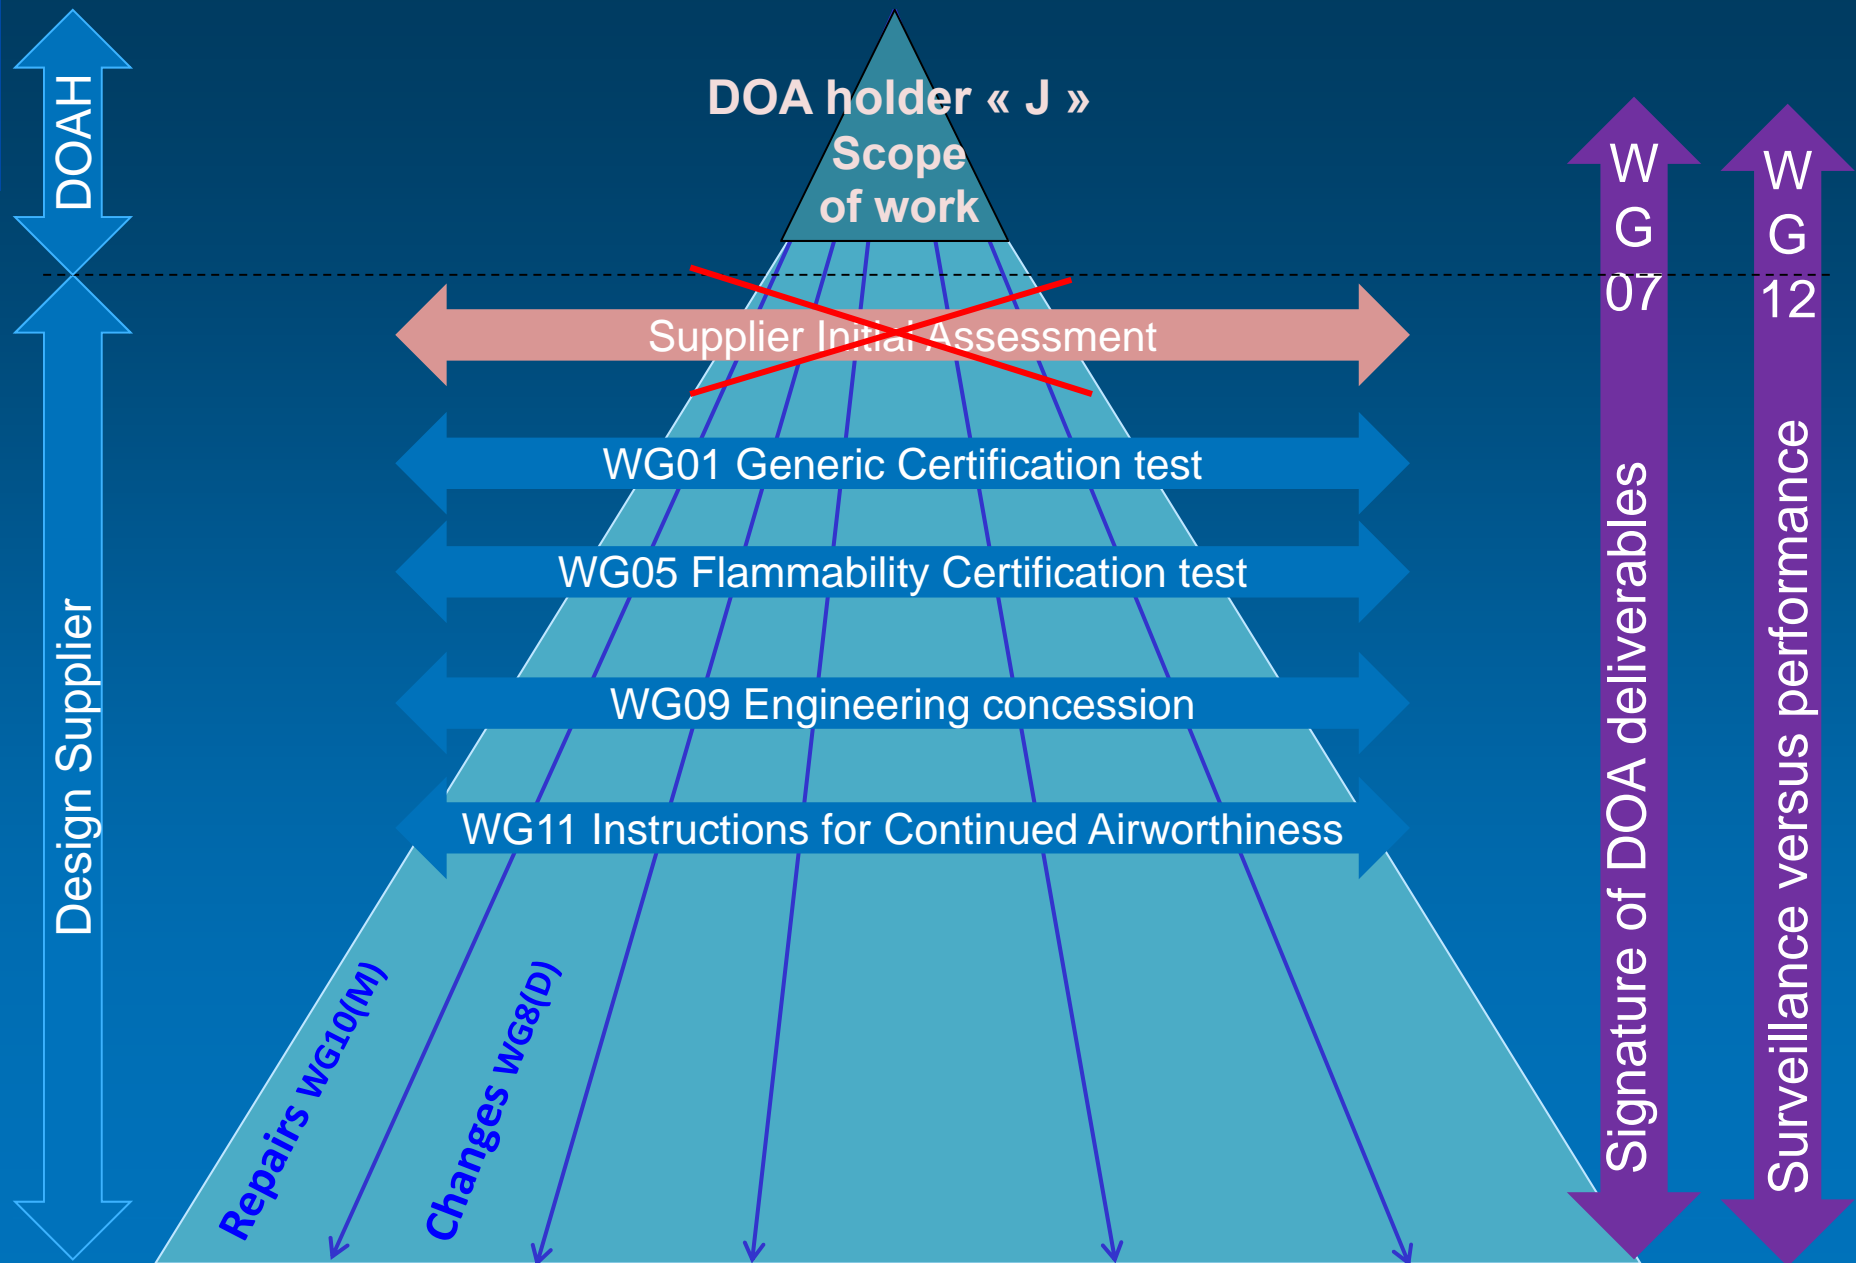 DOAH
Design Supplier
DOA holder « J »
Scope
of work
Supplier Initial Assessment
WG01 Generic Certification test
WG05 Flammability Certification test
WG09 Engineering concession
WG11 Instructions for Continued Airworthiness
Repairs WG10(M)
Changes WG8(D)
W
G
07
Signature of DOA deliverables
W
G
12
Surveillance versus performance